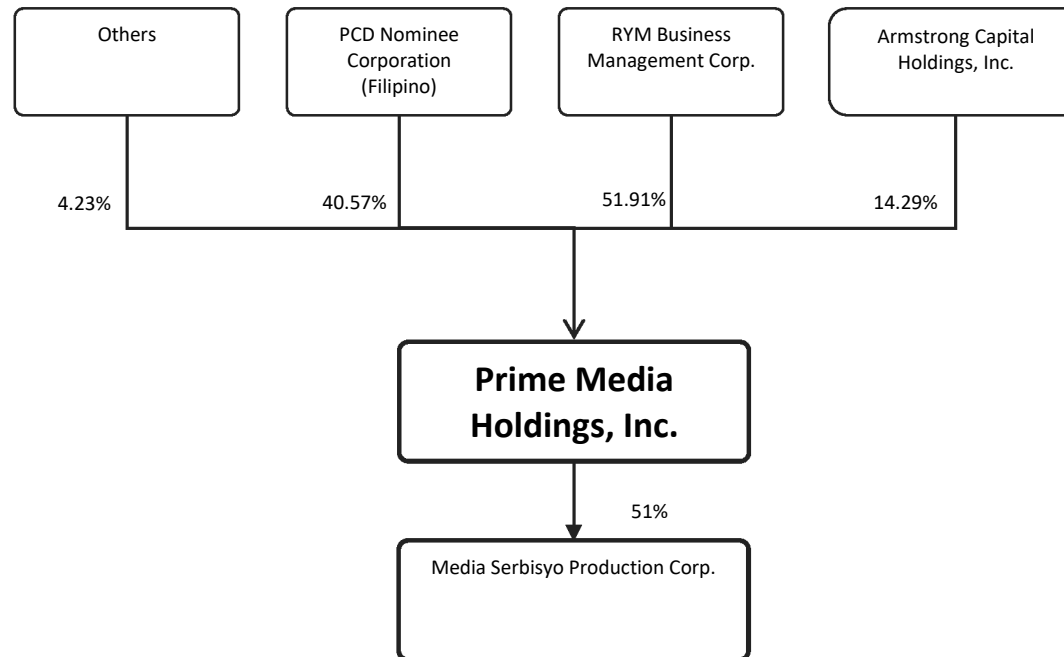 Others
PCD Nominee
Corporation
(Filipino)
RYM Business
Management Corp.
Armstrong Capital
Holdings, Inc.
4.23%
40.57%
51.91%
14.29%
Prime Media
Holdings, Inc.
51%
Media Serbisyo Production Corp.